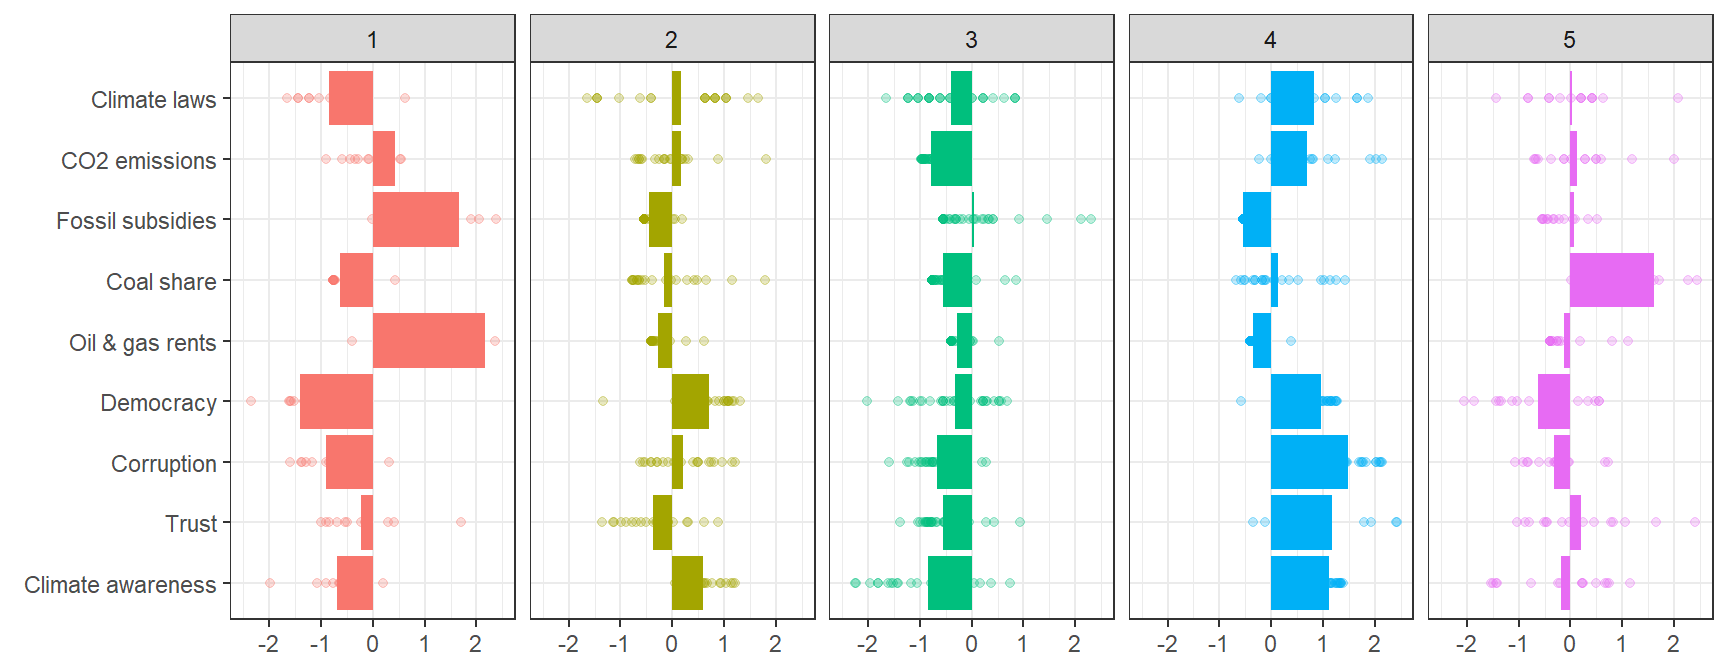 1 2 3 4 5
Climate laws
CO2 emissions
Fossil subsidies
Coal share
Oil & gas rents
Democracy
Corruption
Trust
Climate awareness
-2 -1 0 1 2 -2 -1 0 1 2 -2 -1 0 1 2 -2 -1 0 1 2 -2 -1 0 1 2